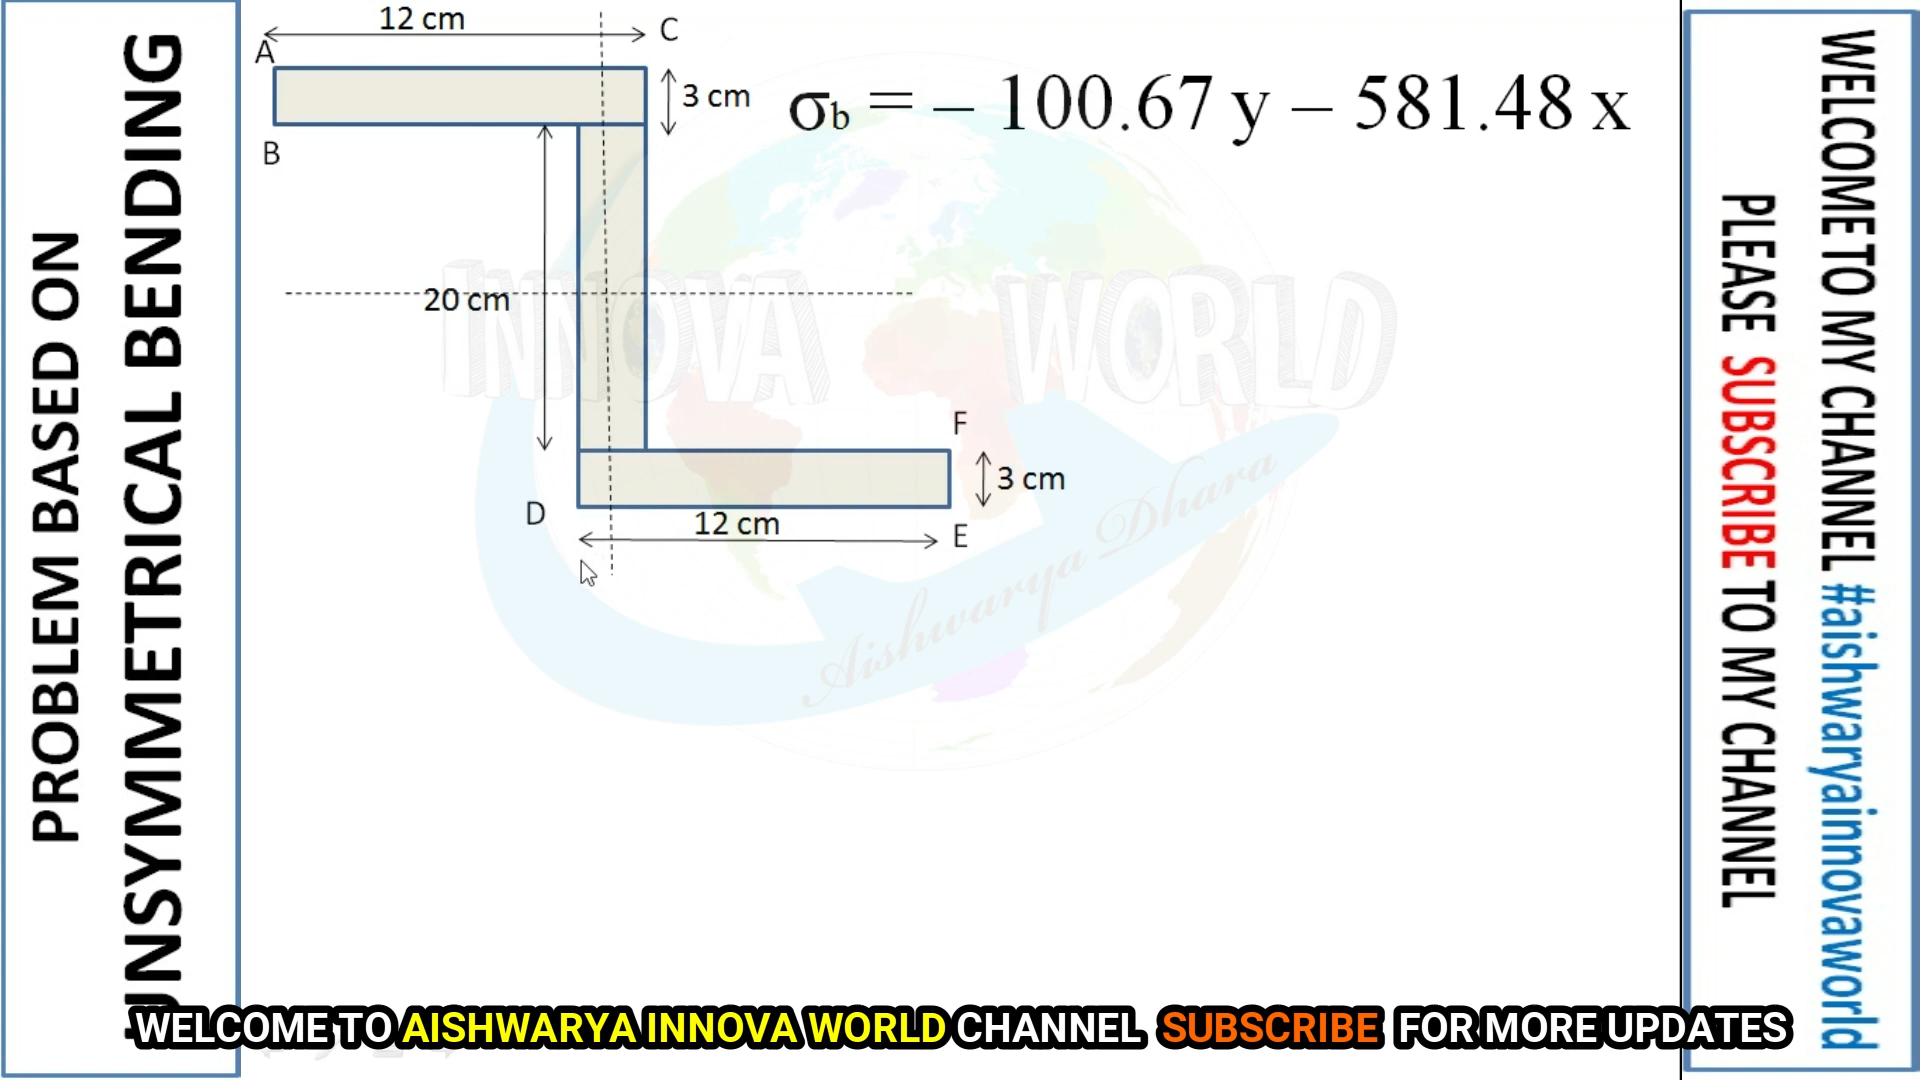 PROBLEM BASED ON
UNSYMMETRICAL BENDING
12 cm
A
C
3 cm
σb = – 100.67 y – 581.48 x
B
INNOVA WORLD
20 cm
F
3 cm
D
12 cm
E
Aishwarya Dhara
WELCOME TO MY CHANNEL #aishwaryainnovaworld
PLEASE SUBSCRIBE TO MY CHANNEL
WELCOME TO AISHWARYA INNOVA WORLD CHANNEL SUBSCRIBE FOR MORE UPDATES